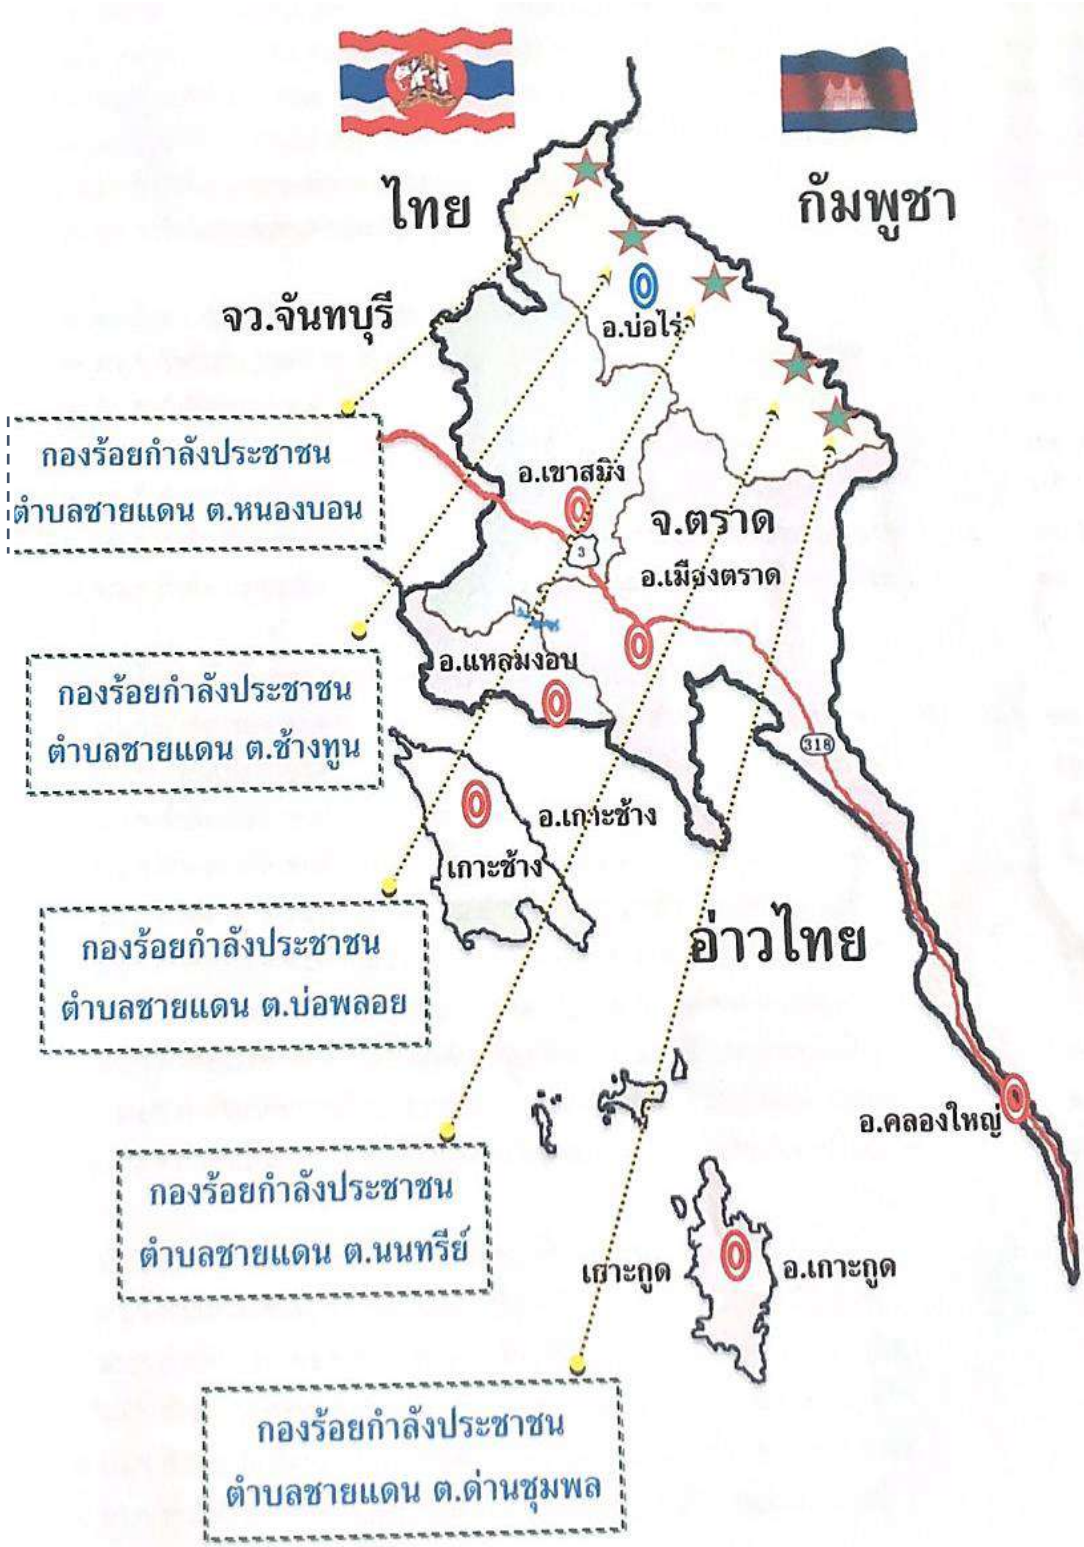 ไทย
กัมพูชา
จว.จันทบุรี
อ.บ่อไร่
กองร้อยกำลังประชาชน
ตำบลชายแดน ต.หนองบอน
อ.เขาสมิง
จ.ตราด
3
อ.เมืองตราด
อ.แหลมงอบ
กองร้อยกำลังประชาชน
ตำบลชายแดน ต.ช้างทูน
318
อ.เกาะช้าง
เกาะช้าง
อ่าวไทย
กองร้อยกำลังประชาชน
ตำบลชายแดน ต.บ่อพลอย
อ.คลองใหญ่
กองร้อยกำลังประชาชน
ตำบลชายแดน ต.นนทรีย์
เกาะกูด
อ.เกาะกูด
กองร้อยกำลังประชาชน
ตำบลชายแดน ต.ด่านชุมพล